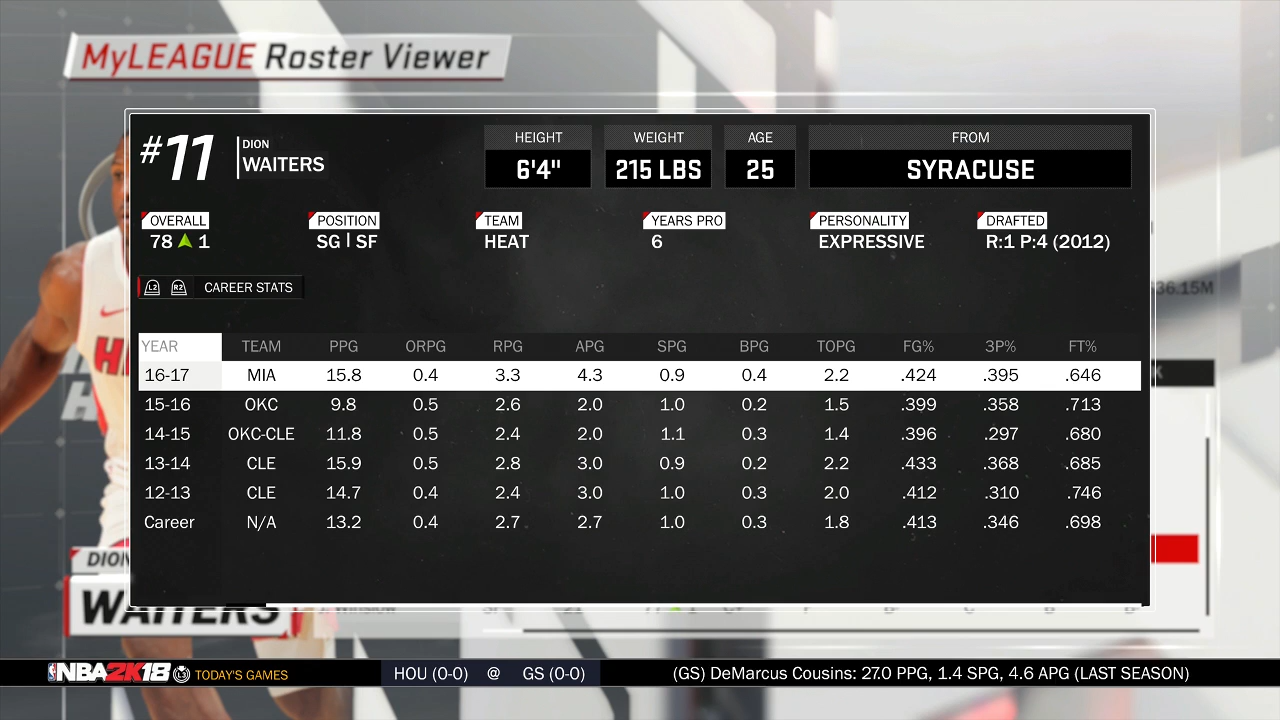 MyLEAGUE Roster Viewer
#11 DION WAITERS
HEIGHT WEIGHT AGE FROM
6'4" 215 LBS 25 SYRACUSE
OVERALL POSITION TEAM YEARS PRO PERSONALITY DRAFTED
78 1 SG | SF HEAT 6 EXPRESSIVE R:1 P:4 (2012)
L2 R2 CAREER STATS
36.15M
YEAR TEAM PPG ORPG RPG APG SPG BPG TOPG FG% 3P% FT%
16-17 MIA 15.8 0.4 3.3 4.3 0.9 0.4 2.2 .424 .395 .646
15-16 OKC 9.8 0.5 2.6 2.0 1.0 0.2 1.5 .399 .358 .713
14-15 OKC-CLE 11.8 0.5 2.4 2.0 1.1 0.3 1.4 .396 .297 .680
13-14 CLE 15.9 0.5 2.8 3.0 0.9 0.2 2.2 .433 .368 .685
12-13 CLE 14.7 0.4 2.4 3.0 1.0 0.3 2.0 .412 .310 .746
Career N/A 13.2 0.4 2.7 2.7 1.0 0.3 1.8 .413 .346 .698
DION
WAITERS
NBA2K18 TODAY'S GAMES HOU (0-0) @ GS (0-0) (GS) DeMarcus Cousins: 27.0 PPG, 1.4 SPG, 4.6 APG (LAST SEASON)